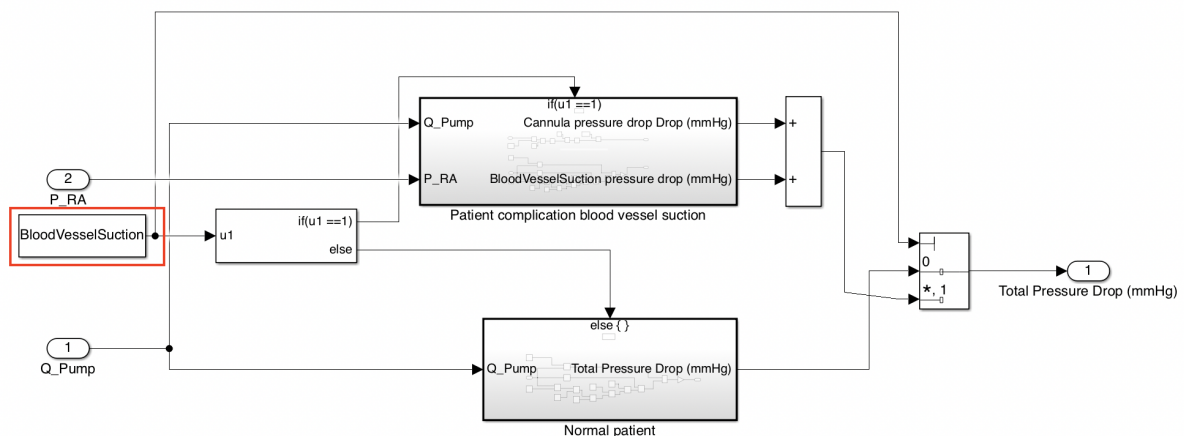 if(u1 ==1)
Q_Pump
Cannula pressure drop Drop (mmHg)
+
2
P_RA
P_RA
BloodVesselSuction pressure drop (mmHg)
+
Patient complication blood vessel suction
BloodVesselSuction
u1
if(u1 ==1)
else
0
*, 1
1
Total Pressure Drop (mmHg)
else { }
1
Q_Pump
Q_Pump
Total Pressure Drop (mmHg)
Normal patient